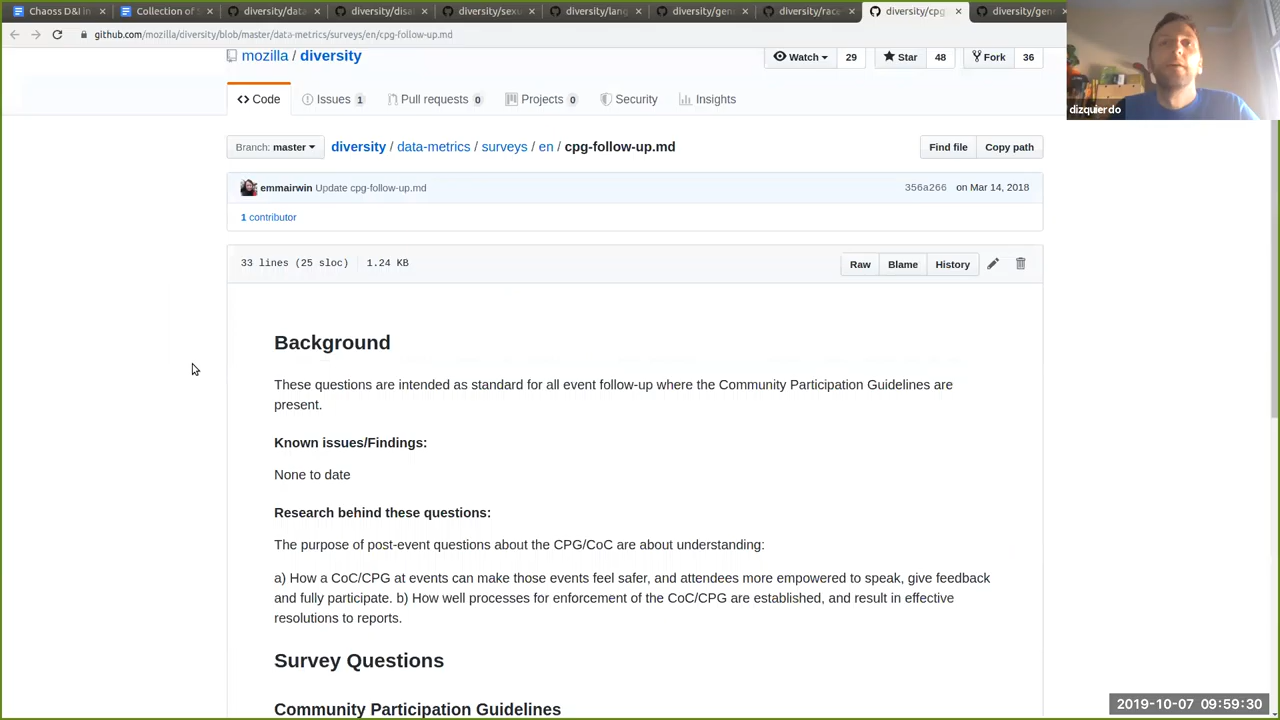 Chaoss D&I in
Collection of
diversity/data
diversity/disa
diversity/sexu
diversity/lang
diversity/gen
diversity/race
diversity/cpg
diversity/gen
github.com/mozilla/diversity/blob/master/data-metrics/surveys/en/cpg-follow-up.md
mozilla / diversity
Watch 29
Star 48
Fork 36
Code
Issues 1
Pull requests 0
Projects 0
Security
Insights
dizquierdo
Branch: master
diversity / data-metrics / surveys / en / cpg-follow-up.md
Find file
Copy path
emmairwin Update cpg-follow-up.md
356a266 on Mar 14, 2018
1 contributor
33 lines (25 sloc) 1.24 KB
Raw
Blame
History
Background
These questions are intended as standard for all event follow-up where the Community Participation Guidelines are
present.
Known issues/Findings:
None to date
Research behind these questions:
The purpose of post-event questions about the CPG/CoC are about understanding:
a) How a CoC/CPG at events can make those events feel safer, and attendees more empowered to speak, give feedback
and fully participate. b) How well processes for enforcement of the CoC/CPG are established, and result in effective
resolutions to reports.
Survey Questions
Community Participation Guidelines
2019-10-07 09:59:30